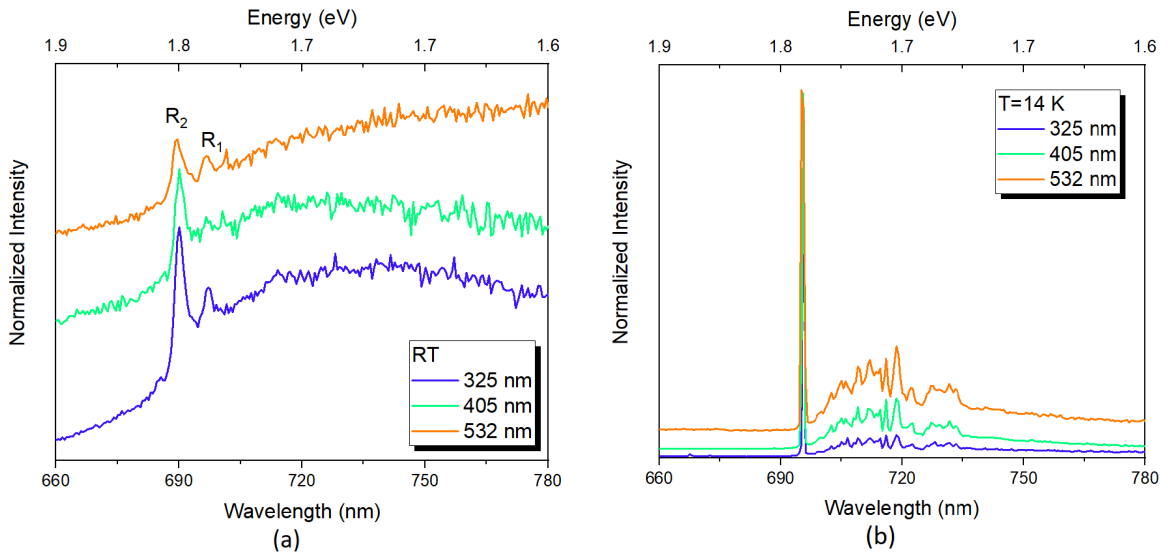 Energy (eV)
1.9 1.8 1.7 1.7 1.6
R2
R1
Normalized Intensity
RT
325 nm
405 nm
532 nm
660 690 720 750 780
Wavelength (nm)
(a)
Energy (eV)
1.9 1.8 1.7 1.7 1.6
T=14 K
325 nm
405 nm
532 nm
Normalized Intensity
660 690 720 750 780
Wavelength (nm)
(b)